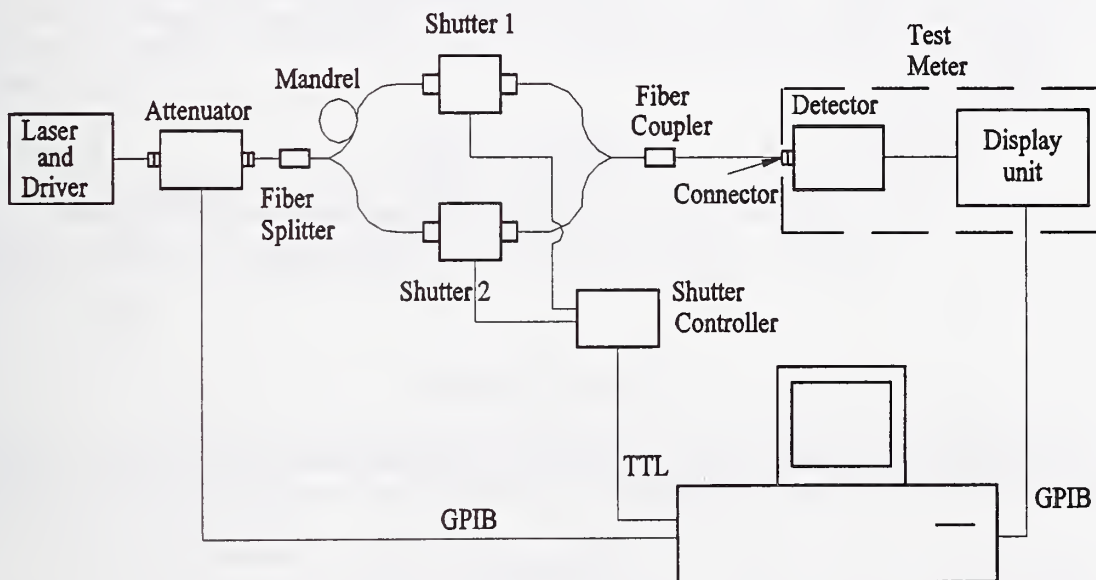 Shutter 1
Test
Meter
Mandrel
Attenuator
Fiber
Coupler
Detector
Laser
and
Driver
Display
unit
Connector
Fiber
Splitter
Shutter 2
Shutter
Controller
TTL
GPIB
GPIB